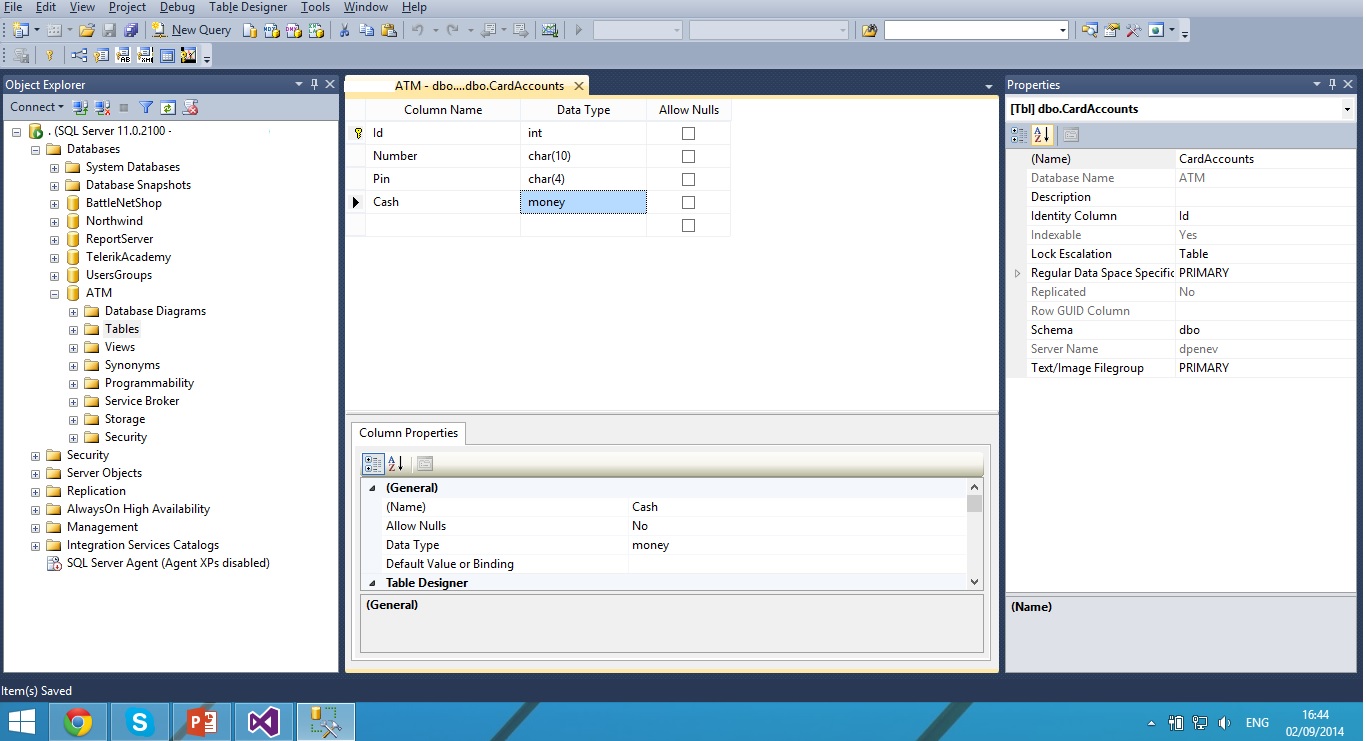 File Edit View Project Debug Table Designer Tools Window Help
New Query
Object Explorer
Connect
. (SQL Server 11.0.2100 -
Databases
System Databases
Database Snapshots
BattleNetShop
Northwind
ReportServer
TelerikAcademy
UsersGroups
ATM
Database Diagrams
Tables
Views
Synonyms
Programmability
Service Broker
Storage
Security
Security
Server Objects
Replication
AlwaysOn High Availability
Management
Integration Services Catalogs
SQL Server Agent (Agent XPs disabled)
ATM - dbo....dbo.CardAccounts
Column Name Data Type Allow Nulls
Id int
Number char(10)
Pin char(4)
Cash money
Column Properties
(General)
(Name) Cash
Allow Nulls No
Data Type money
Default Value or Binding
Table Designer
(General)
Properties
[Tbl] dbo.CardAccounts
(Name) CardAccounts
Database Name ATM
Description
Identity Column Id
Indexable Yes
Lock Escalation Table
Regular Data Space Specific PRIMARY
Replicated No
Row GUID Column
Schema dbo
Server Name dpenev
Text/Image Filegroup PRIMARY
(Name)
Item(s) Saved
ENG
16:44
02/09/2014